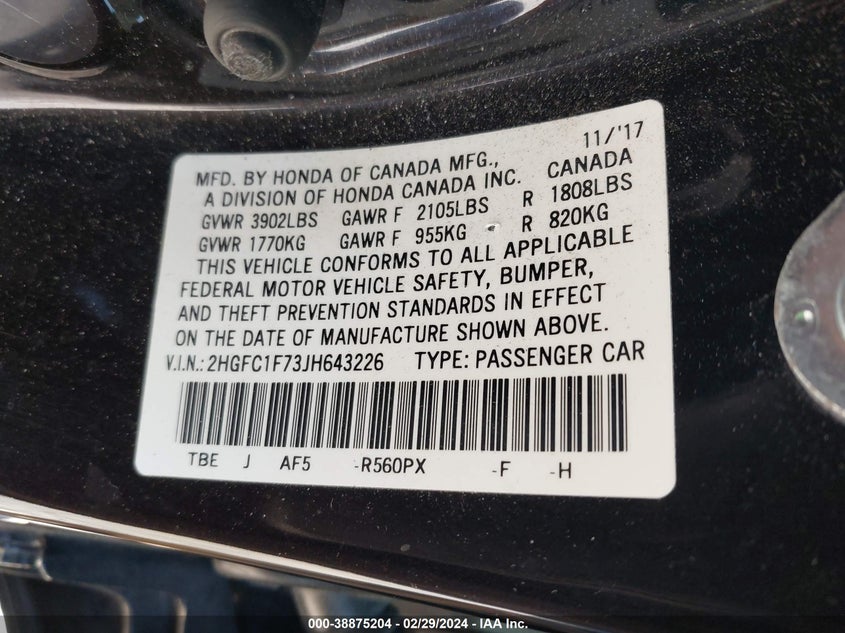 11/'17
MFD. BY HONDA OF CANADA MFG.,
A DIVISION OF HONDA CANADA INC. CANADA
GVWR 3902LBS GAWR F 2105LBS R 1808LBS
GVWR 1770KG GAWR F 955KG R 820KG
THIS VEHICLE CONFORMS TO ALL APPLICABLE
FEDERAL MOTOR VEHICLE SAFETY, BUMPER,
AND THEFT PREVENTION STANDARDS IN EFFECT
ON THE DATE OF MANUFACTURE SHOWN ABOVE.
V.I.N.: 2HGFC1F73JH643226 TYPE: PASSENGER CAR
TBE J AF5 -R560PX -F -H
000-38875204 - 02/29/2024 - IAA Inc.